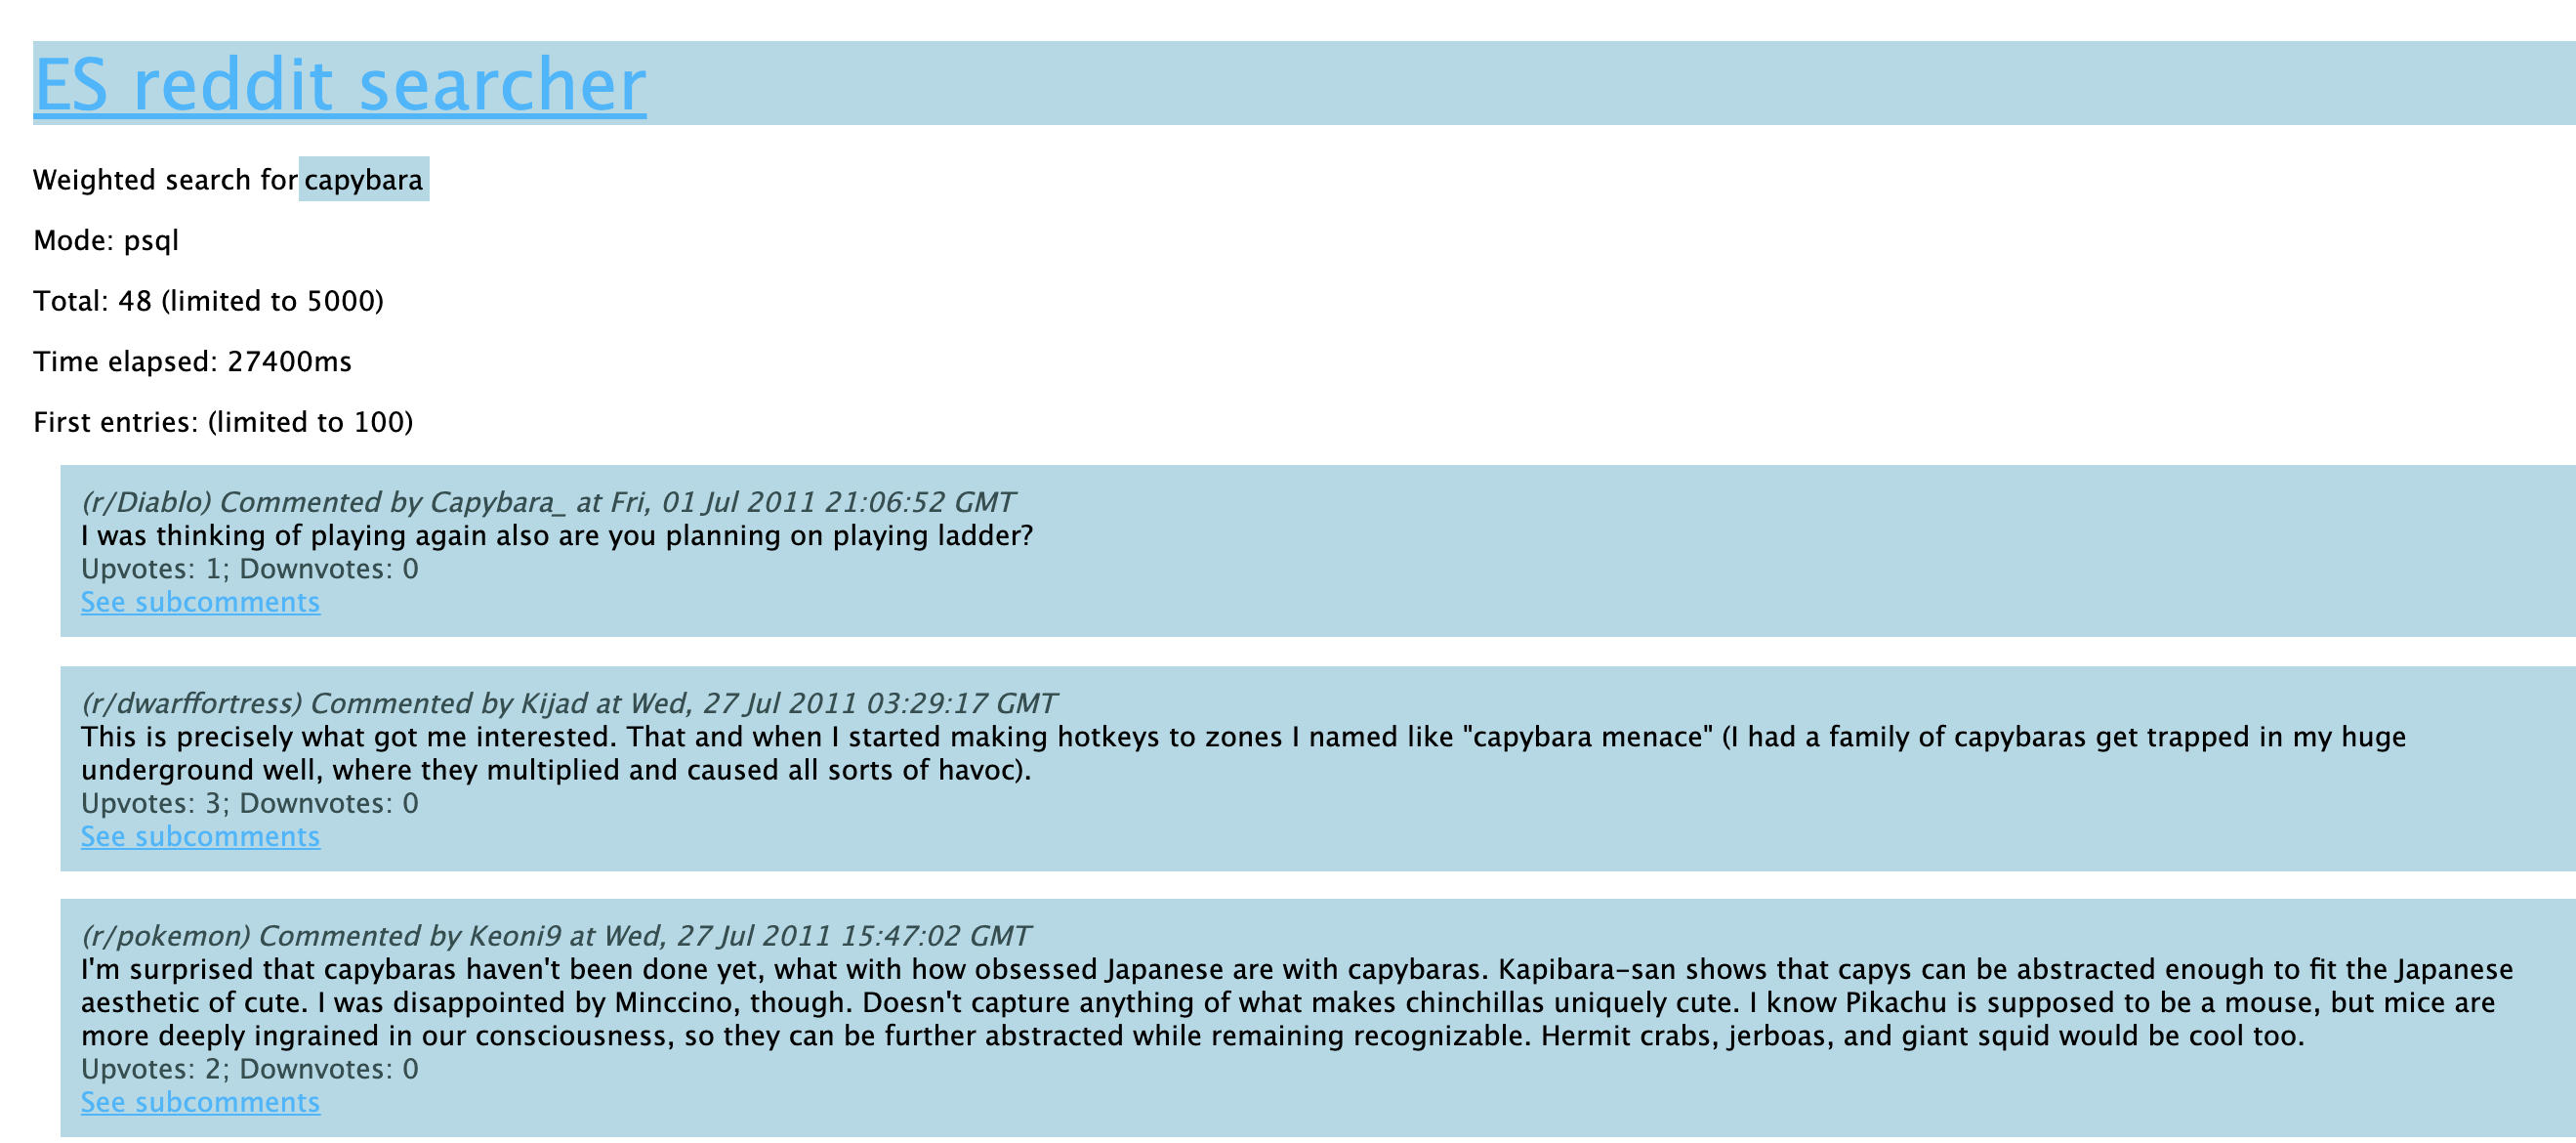 ES reddit searcher
Weighted search for capybara
Mode: psql
Total: 48 (limited to 5000)
Time elapsed: 27400ms
First entries: (limited to 100)
(r/Diablo) Commented by Capybara_ at Fri, 01 Jul 2011 21:06:52 GMT
I was thinking of playing again also are you planning on playing ladder?
Upvotes: 1; Downvotes: 0
See subcomments
(r/dwarffortress) Commented by Kijad at Wed, 27 Jul 2011 03:29:17 GMT
This is precisely what got me interested. That and when I started making hotkeys to zones I named like "capybara menace" (I had a family of capybaras get trapped in my huge
underground well, where they multiplied and caused all sorts of havoc).
Upvotes: 3; Downvotes: 0
See subcomments
(r/pokemon) Commented by Keoni9 at Wed, 27 Jul 2011 15:47:02 GMT
I'm surprised that capybaras haven't been done yet, what with how obsessed Japanese are with capybaras. Kapibara-san shows that capys can be abstracted enough to fit the Japanese
aesthetic of cute. I was disappointed by Minccino, though. Doesn't capture anything of what makes chinchillas uniquely cute. I know Pikachu is supposed to be a mouse, but mice are
more deeply ingrained in our consciousness, so they can be further abstracted while remaining recognizable. Hermit crabs, jerboas, and giant squid would be cool too.
Upvotes: 2; Downvotes: 0
See subcomments